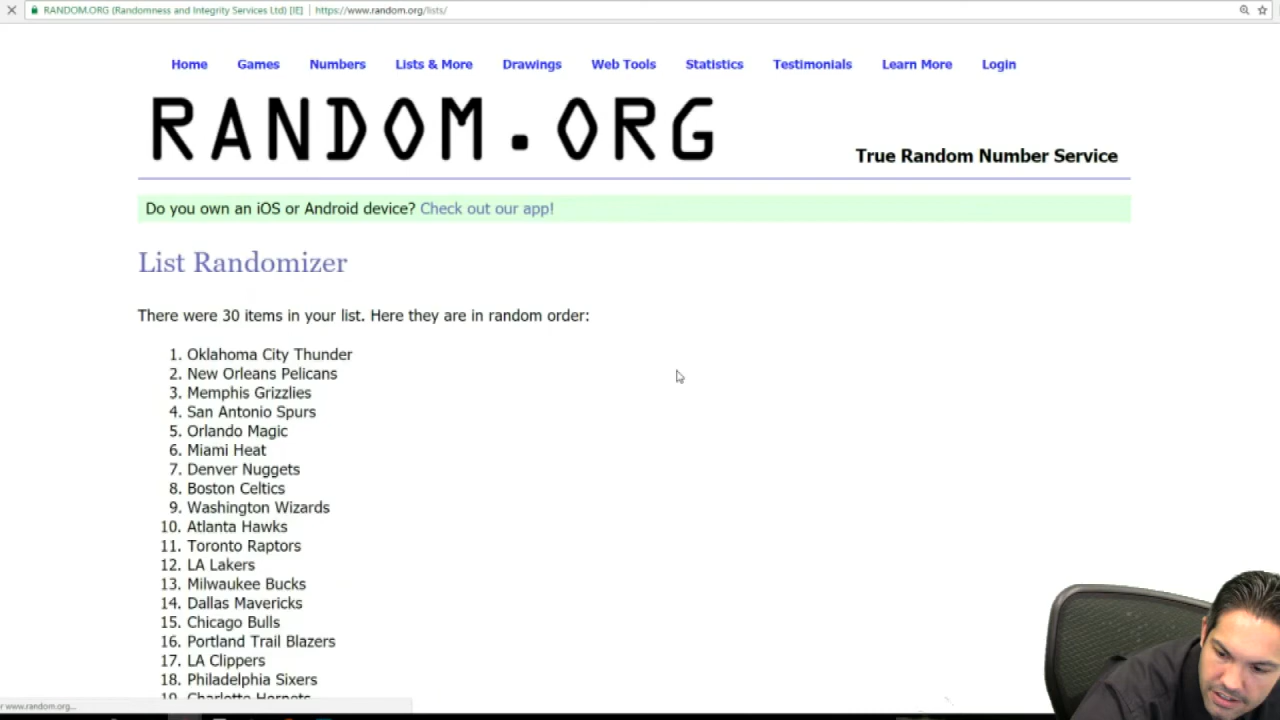 RANDOM.ORG (Randomness and Integrity Services Ltd) [IE] https://www.random.org/lists/
Home Games Numbers Lists & More Drawings Web Tools Statistics Testimonials Learn More Login
RANDOM.ORG
True Random Number Service
Do you own an iOS or Android device? Check out our app!
List Randomizer
There were 30 items in your list. Here they are in random order:
1. Oklahoma City Thunder
2. New Orleans Pelicans
3. Memphis Grizzlies
4. San Antonio Spurs
5. Orlando Magic
6. Miami Heat
7. Denver Nuggets
8. Boston Celtics
9. Washington Wizards
10. Atlanta Hawks
11. Toronto Raptors
12. LA Lakers
13. Milwaukee Bucks
14. Dallas Mavericks
15. Chicago Bulls
16. Portland Trail Blazers
17. LA Clippers
18. Philadelphia Sixers
19. Charlotte Hornets
r www.random.org...